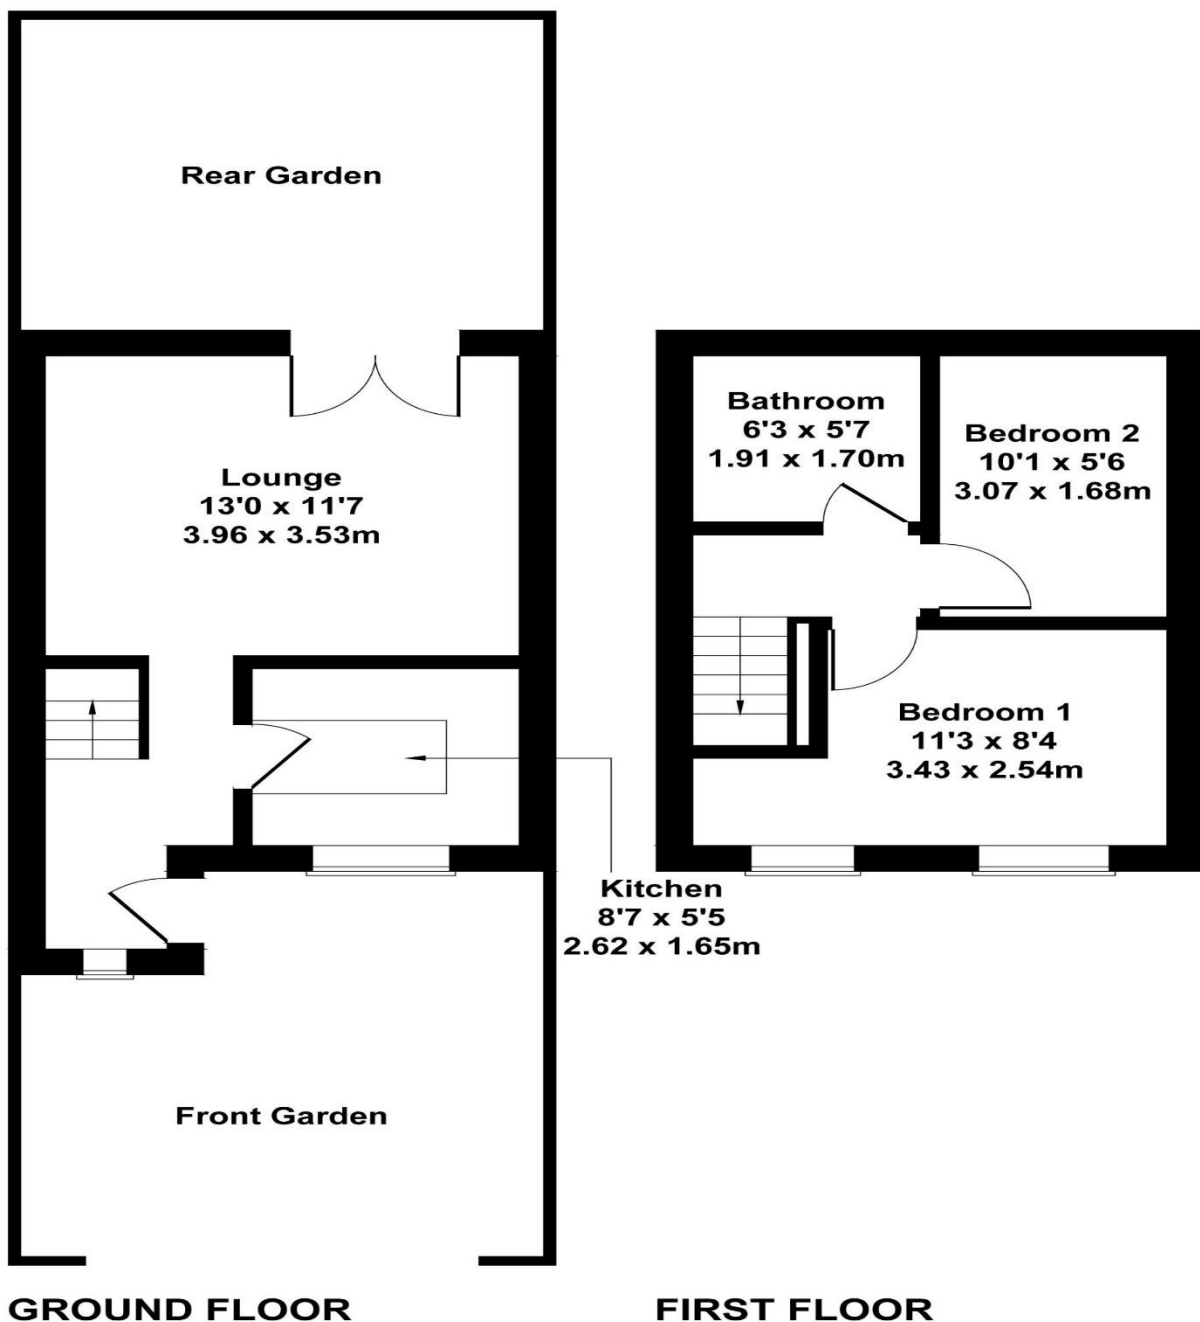 Rear Garden
Lounge
13'0 x 11'7
3.96 x 3.53m
Kitchen
8'7 x 5'5
2.62 x 1.65m
Front Garden
GROUND FLOOR
Bathroom
6'3 x 5'7
1.91 x 1.70m
Bedroom 2
10'1 x 5'6
3.07 x 1.68m
Bedroom 1
11'3 x 8'4
3.43 x 2.54m
FIRST FLOOR